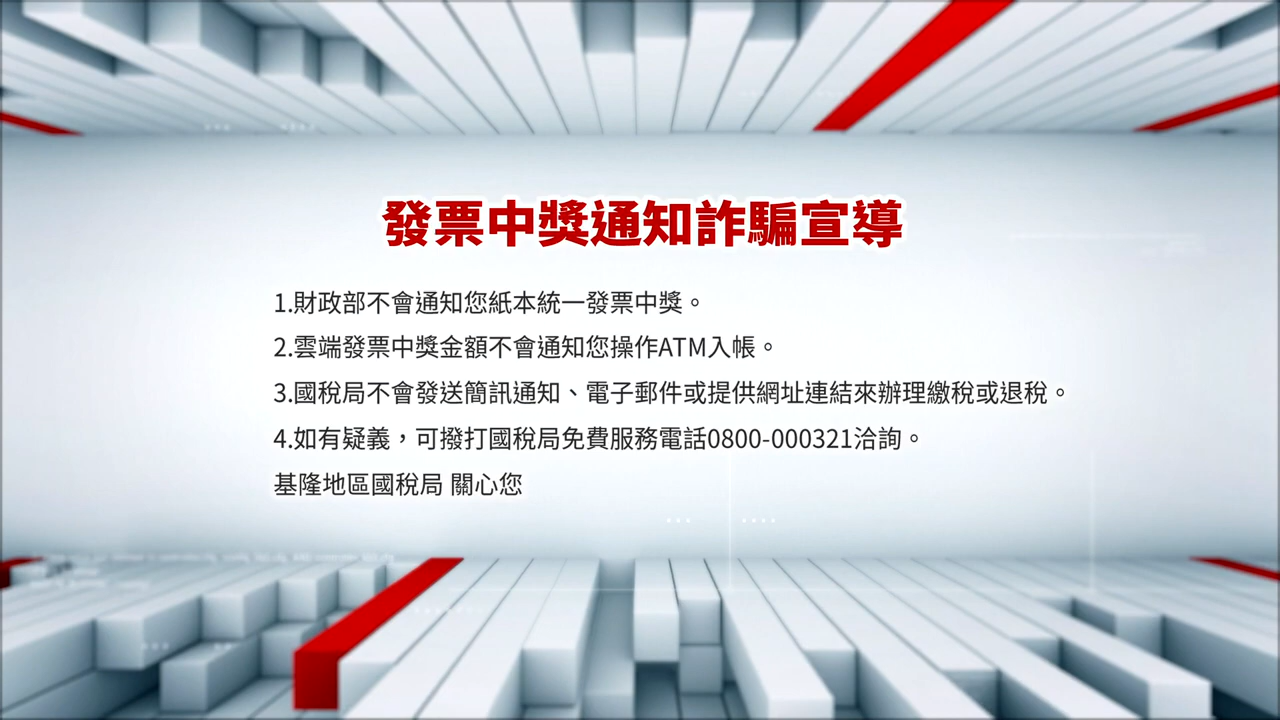 發票中獎通知詐騙宣導
1.財政部不會通知您紙本統一發票中獎。
2.雲端發票中獎金額不會通知您操作ATM入帳。
3.國稅局不會發送簡訊通知、電子郵件或提供網址連結來辦理繳稅或退稅。
4.如有疑義，可撥打國稅局免費服務電話0800-000321洽詢。
基隆地區國稅局 關心您